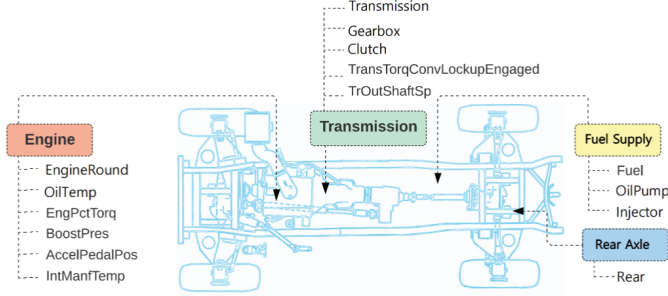 Transmission
Gearbox
Clutch
TransTorqConvLockupEngaged
TrOutShaftSp
Transmission
Engine
EngineRound
OilTemp
EngPctTorq
BoostPres
AccelPedalPos
IntManfTemp
Fuel Supply
Fuel
OilPump
Injector
Rear Axle
Rear